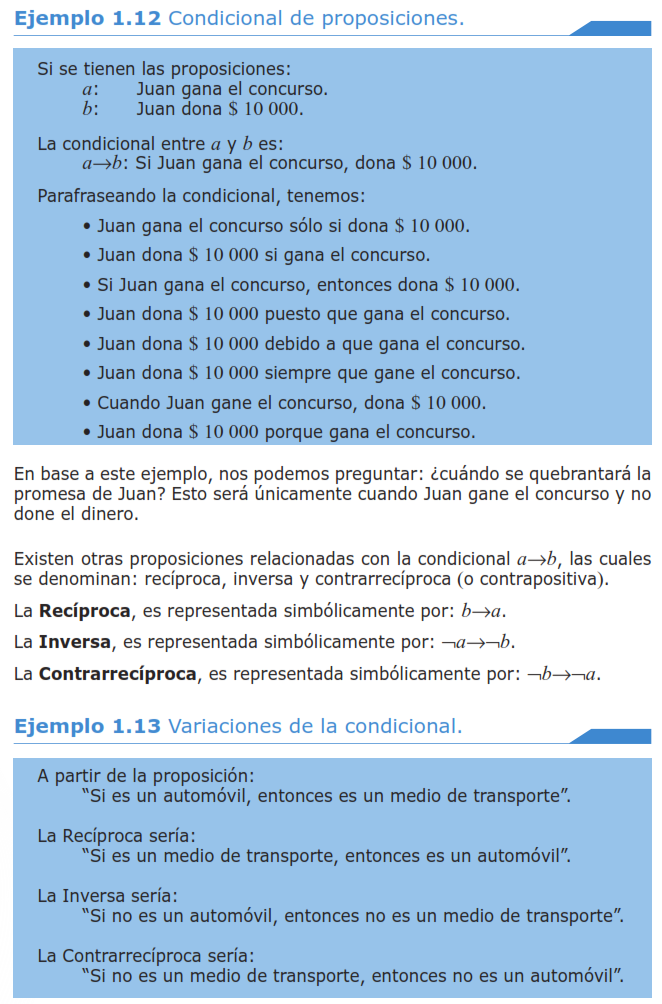 Ejemplo 1.12 Condicional de proposiciones.
Si se tienen las proposiciones:
a: Juan gana el concurso.
b: Juan dona $ 10 000.
La condicional entre a y b es:
a→b: Si Juan gana el concurso, dona $ 10 000.
Parafraseando la condicional, tenemos:
• Juan gana el concurso sólo si dona $ 10 000.
• Juan dona $ 10 000 si gana el concurso.
• Si Juan gana el concurso, entonces dona $ 10 000.
• Juan dona $ 10 000 puesto que gana el concurso.
• Juan dona $ 10 000 debido a que gana el concurso.
• Juan dona $ 10 000 siempre que gane el concurso.
• Cuando Juan gane el concurso, dona $ 10 000.
• Juan dona $ 10 000 porque gana el concurso.
En base a este ejemplo, nos podemos preguntar: ¿cuándo se quebrantará la
promesa de Juan? Esto será únicamente cuando Juan gane el concurso y no
done el dinero.
Existen otras proposiciones relacionadas con la condicional a→b, las cuales
se denominan: recíproca, inversa y contrarrecíproca (o contrapositiva).
La Recíproca, es representada simbólicamente por: b→a.
La Inversa, es representada simbólicamente por: ¬a→¬b.
La Contrarrecíproca, es representada simbólicamente por: ¬b→¬a.
Ejemplo 1.13 Variaciones de la condicional.
A partir de la proposición:
“Si es un automóvil, entonces es un medio de transporte”.
La Recíproca sería:
“Si es un medio de transporte, entonces es un automóvil”.
La Inversa sería:
“Si no es un automóvil, entonces no es un medio de transporte”.
La Contrarrecíproca sería:
“Si no es un medio de transporte, entonces no es un automóvil”.